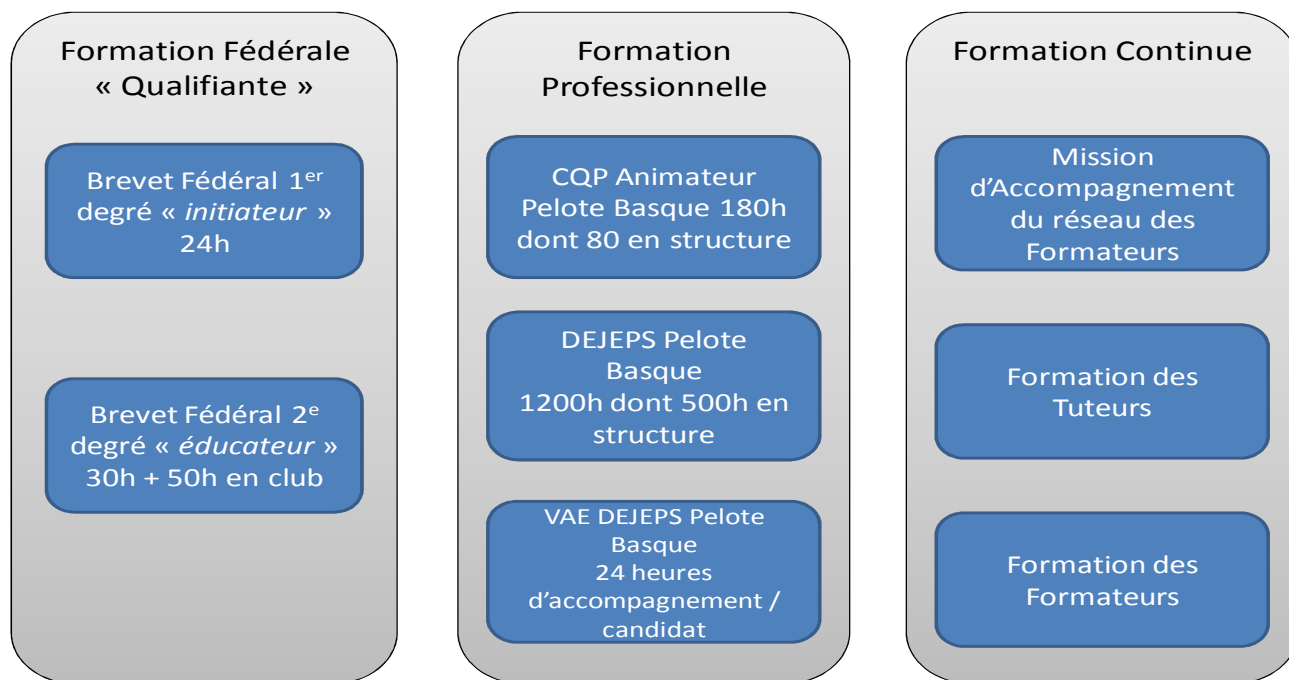 Formation Fédérale
« Qualifiante »
Brevet Fédéral 1er
degré « initiateur »
24h
Brevet Fédéral 2e
degré « éducateur »
30h + 50h en club
Formation
Professionnelle
CQP Animateur
Pelote Basque 180h
dont 80 en structure
DEJEPS Pelote
Basque
1200h dont 500h en
structure
VAE DEJEPS Pelote
Basque
24 heures
d’accompagnement /
candidat
Formation Continue
Mission
d’Accompagnement
du réseau des
Formateurs
Formation des
Tuteurs
Formation des
Formateurs